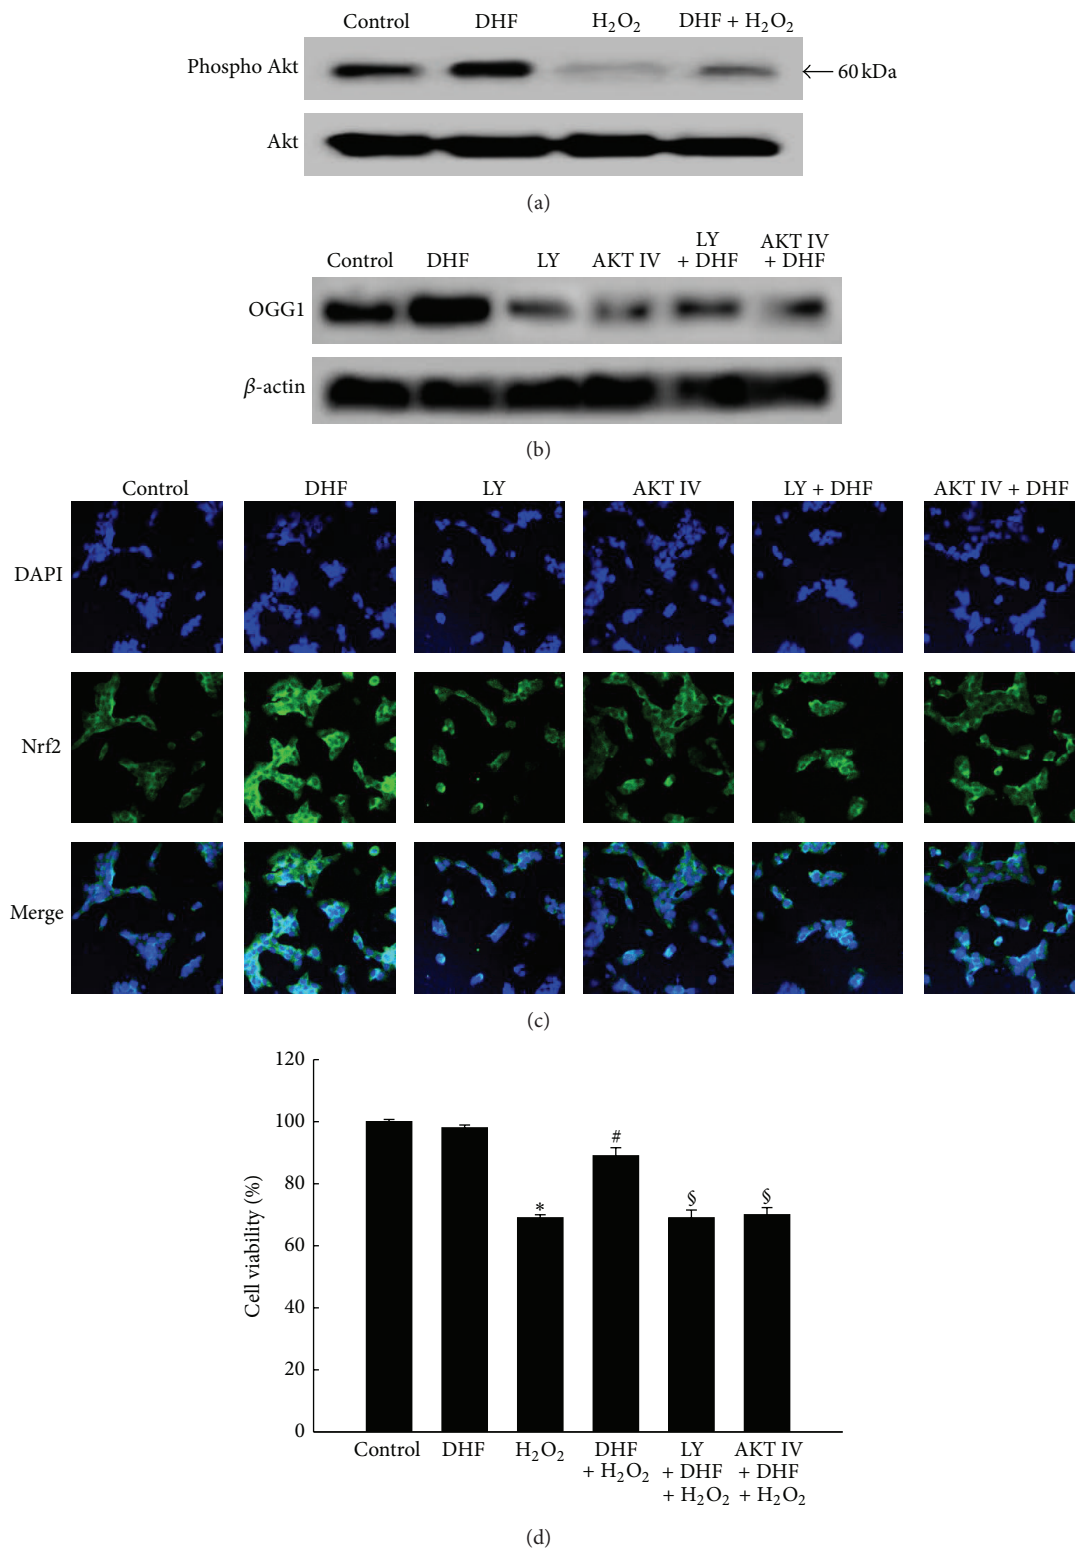 Control DHF H₂O₂ DHF + H₂O₂
Phospho Akt
← 60 kDa
Akt
(a)
Control DHF LY AKT IV LY + DHF AKT IV + DHF
OGG1
β-actin
(b)
Control DHF LY AKT IV LY + DHF AKT IV + DHF
DAPI
Nrf2
Merge
(c)
Cell viability (%)
120
100
80
60
40
20
0
* # § §
Control DHF H₂O₂ DHF + H₂O₂ LY + DHF + H₂O₂ AKT IV + DHF + H₂O₂
(d)